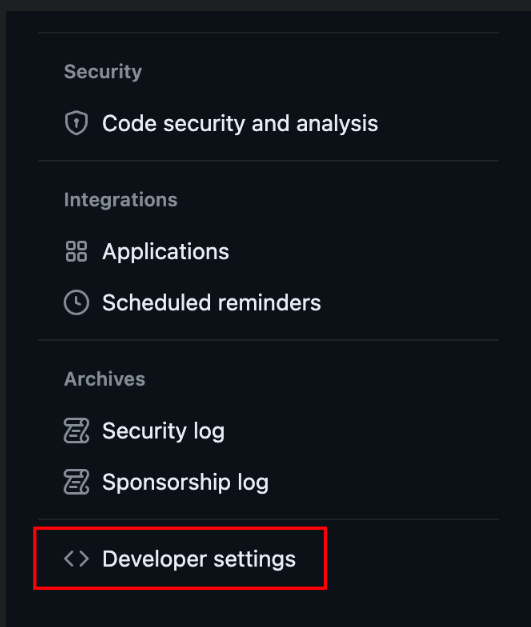 Security
Code security and analysis
Integrations
Applications
Scheduled reminders
Archives
Security log
Sponsorship log
Developer settings